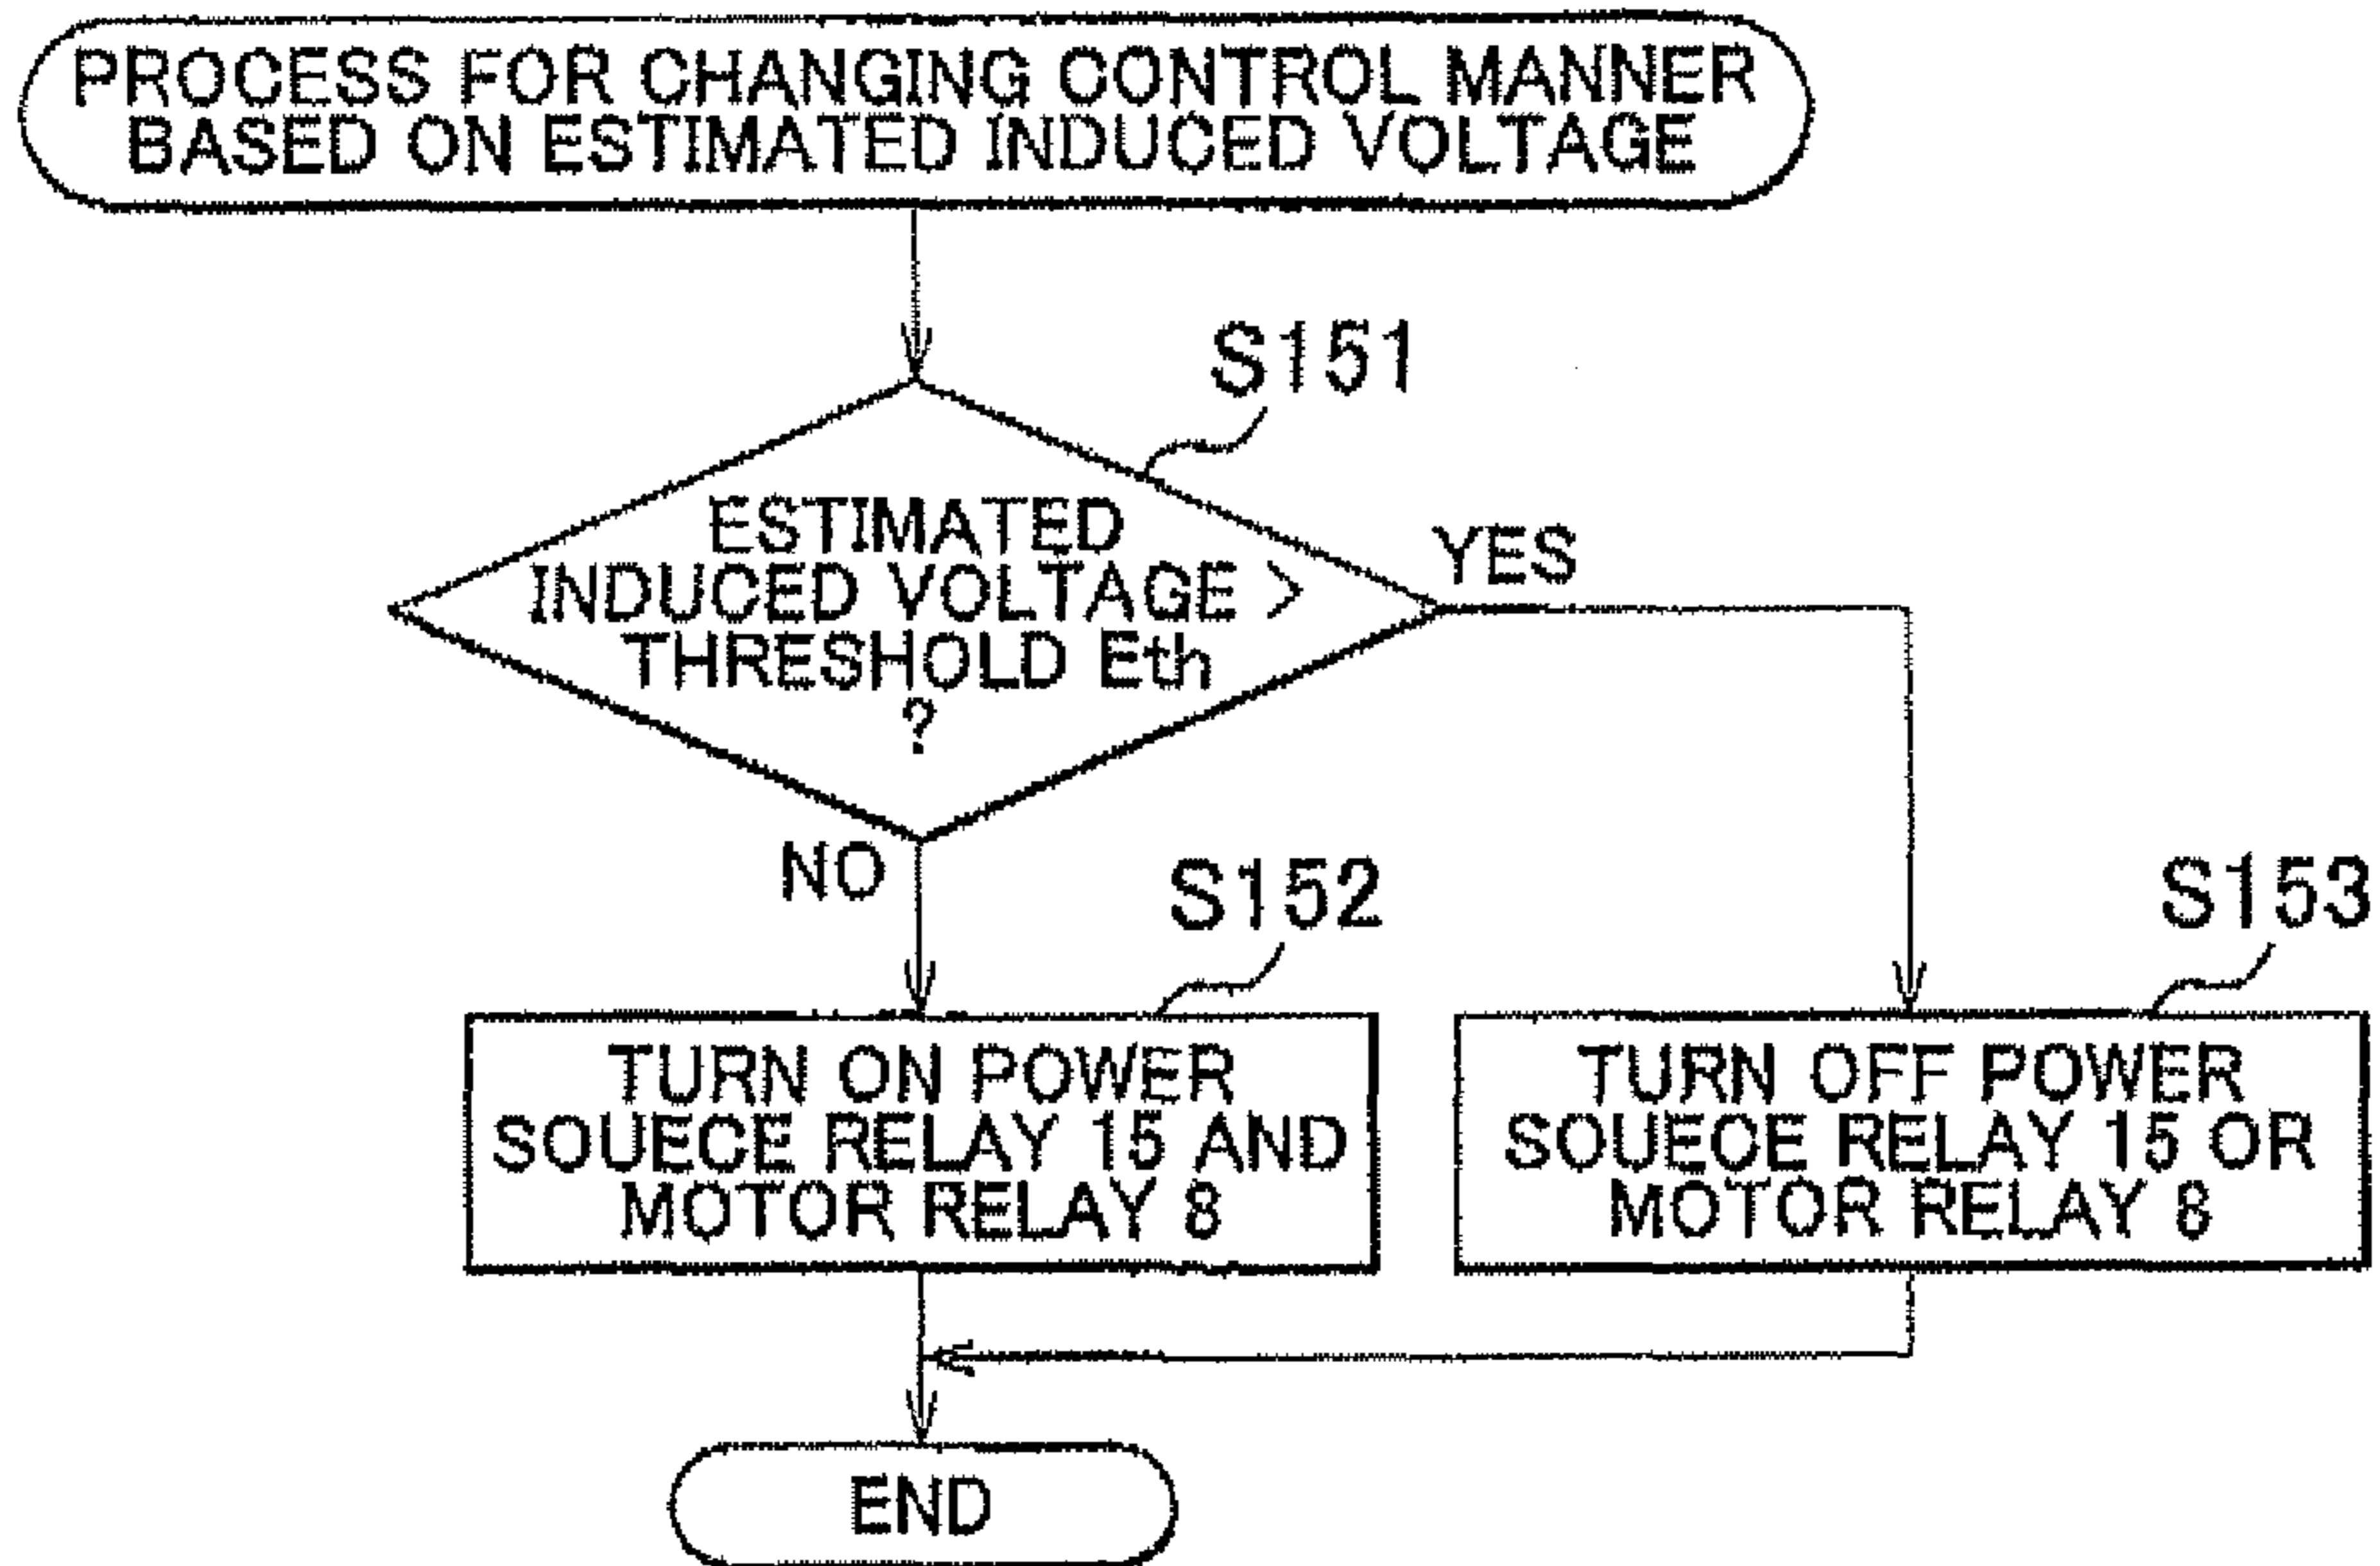 PROCESS FOR CHANGING CONTROL MANNER
BASED ON ESTIMATED INDUCED VOLTAGE
S151
ESTIMATED
INDUCED VOLTAGE >
THRESHOLD Eth
?
YES
NO
S152
TURN ON POWER
SOUECE RELAY 15 AND
MOTOR RELAY 8
S153
TURN OFF POWER
SOUECE RELAY 15 OR
MOTOR RELAY 8
END